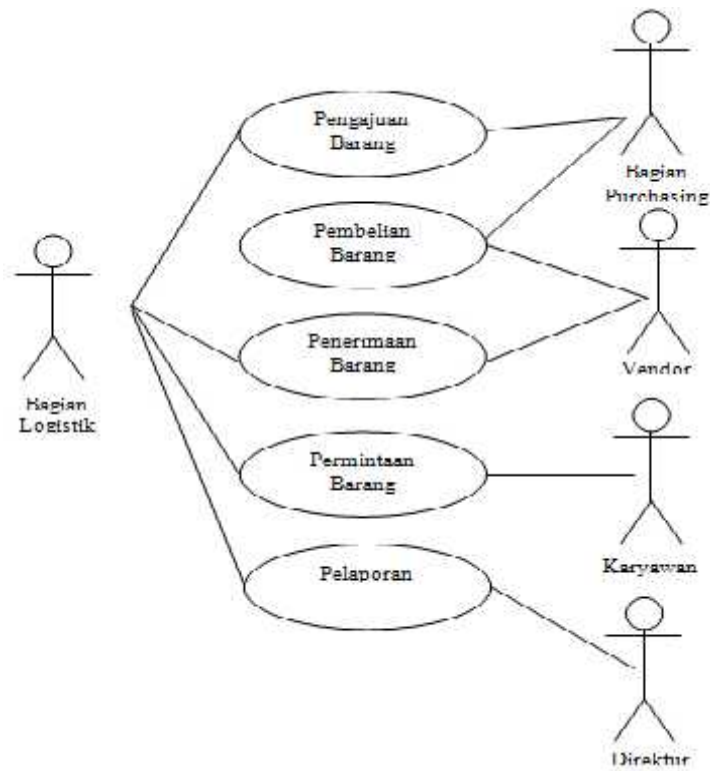 Pengajuan
Barang
Bagian
Purchasing
Pembelian
Barang
Bagian
Logistik
Penerimaan
Barang
Vendor
Permintaan
Barang
Karyawan
Pelaporan
Direktur